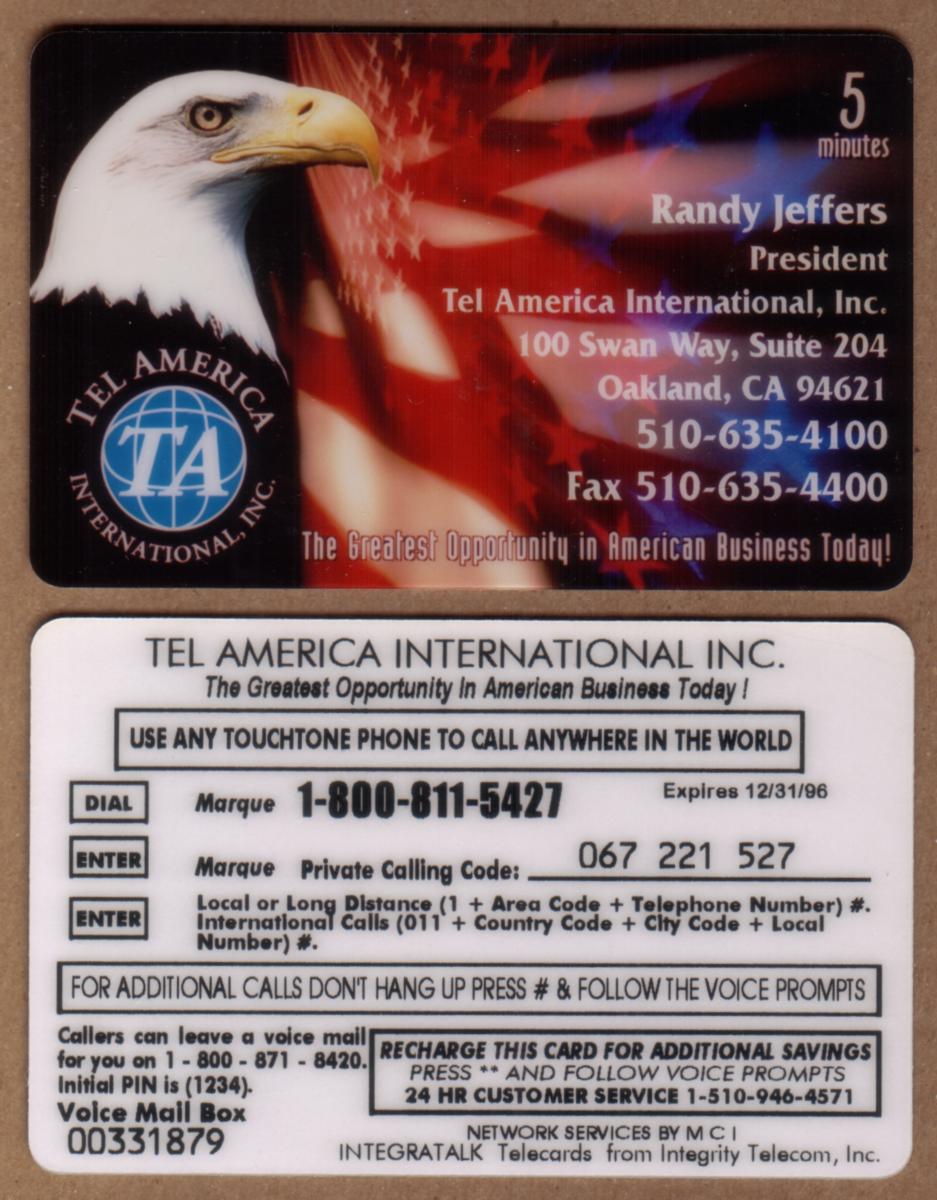 5
minutes
Randy Jeffers
President
Tel America International, Inc.
100 Swan Way, Suite 204
Oakland, CA 94621
510-635-4100
Fax 510-635-4400
TEL AMERICA
TA
INTERNATIONAL, INC.
The Greatest Opportunity in American Business Today!
TEL AMERICA INTERNATIONAL INC.
The Greatest Opportunity In American Business Today !
USE ANY TOUCHTONE PHONE TO CALL ANYWHERE IN THE WORLD
DIAL Marque 1-800-811-5427 Expires 12/31/96
ENTER Marque Private Calling Code: 067 221 527
ENTER Local or Long Distance (1 + Area Code + Telephone Number) #.
International Calls (011 + Country Code + City Code + Local
Number) #.
FOR ADDITIONAL CALLS DON'T HANG UP PRESS # & FOLLOW THE VOICE PROMPTS
Callers can leave a voice mail
for you on 1 - 800 - 871 - 8420.
Initial PIN is (1234).
Voice Mail Box
00331879
RECHARGE THIS CARD FOR ADDITIONAL SAVINGS
PRESS ** AND FOLLOW VOICE PROMPTS
24 HR CUSTOMER SERVICE 1-510-946-4571
NETWORK SERVICES BY M C I
INTEGRATALK Telecards from Integrity Telecom, Inc.